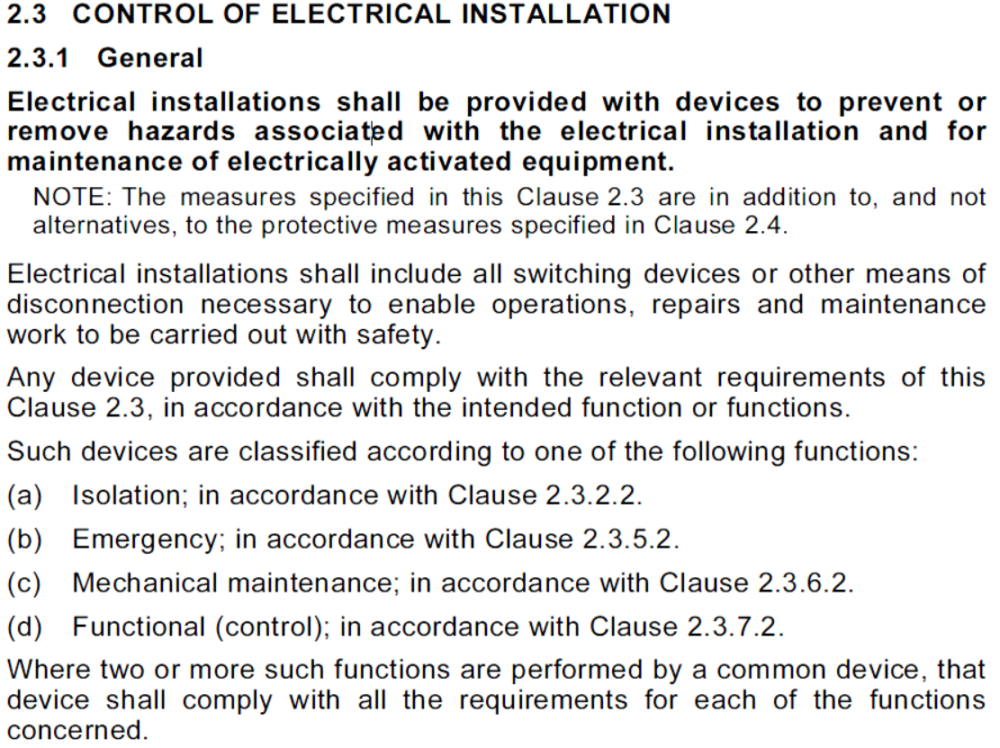 2.3 CONTROL OF ELECTRICAL INSTALLATION
2.3.1 General
Electrical installations shall be provided with devices to prevent or
remove hazards associated with the electrical installation and for
maintenance of electrically activated equipment.
NOTE: The measures specified in this Clause 2.3 are in addition to, and not
alternatives, to the protective measures specified in Clause 2.4.
Electrical installations shall include all switching devices or other means of
disconnection necessary to enable operations, repairs and maintenance
work to be carried out with safety.
Any device provided shall comply with the relevant requirements of this
Clause 2.3, in accordance with the intended function or functions.
Such devices are classified according to one of the following functions:
(a) Isolation; in accordance with Clause 2.3.2.2.
(b) Emergency; in accordance with Clause 2.3.5.2.
(c) Mechanical maintenance; in accordance with Clause 2.3.6.2.
(d) Functional (control); in accordance with Clause 2.3.7.2.
Where two or more such functions are performed by a common device, that
device shall comply with all the requirements for each of the functions
concerned.